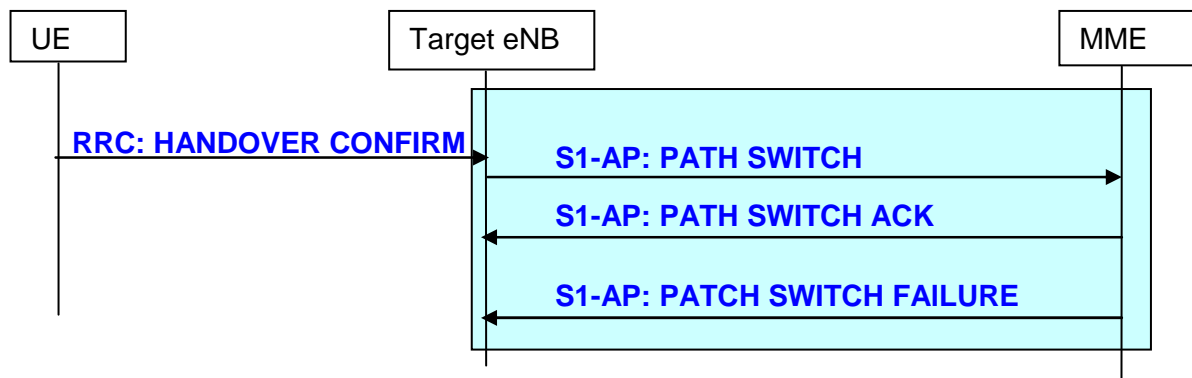 UE
Target eNB
MME
RRC: HANDOVER CONFIRM
S1-AP: PATH SWITCH
S1-AP: PATH SWITCH ACK
S1-AP: PATCH SWITCH FAILURE